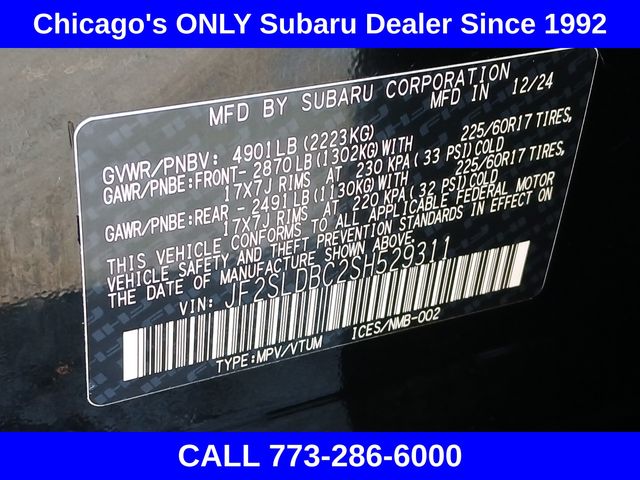 Chicago's ONLY Subaru Dealer Since 1992
MFD BY SUBARU CORPORATION MFD IN 12/24
GVWR/PNBV: 4901LB(2223KG)
GAWR/PNBE:FRONT- 2870LB(1302KG)WITH 225/60R17 TIRES,
17X7J RIMS AT 230 KPA(33 PSI)COLD
GAWR/PNBE:REAR - 2491LB(1130KG)WITH 225/60R17 TIRES,
17X7J RIMS AT 220 KPA(32 PSI)COLD
THIS VEHICLE CONFORMS TO ALL APPLICABLE FEDERAL MOTOR
VEHICLE SAFETY AND THEFT PREVENTION STANDARDS IN EFFECT ON
THE DATE OF MANUFACTURE SHOWN ABOVE.
VIN: JF2SLDBC2SH529311
TYPE:MPV/VTUM ICES/NMB-002
CALL 773-286-6000